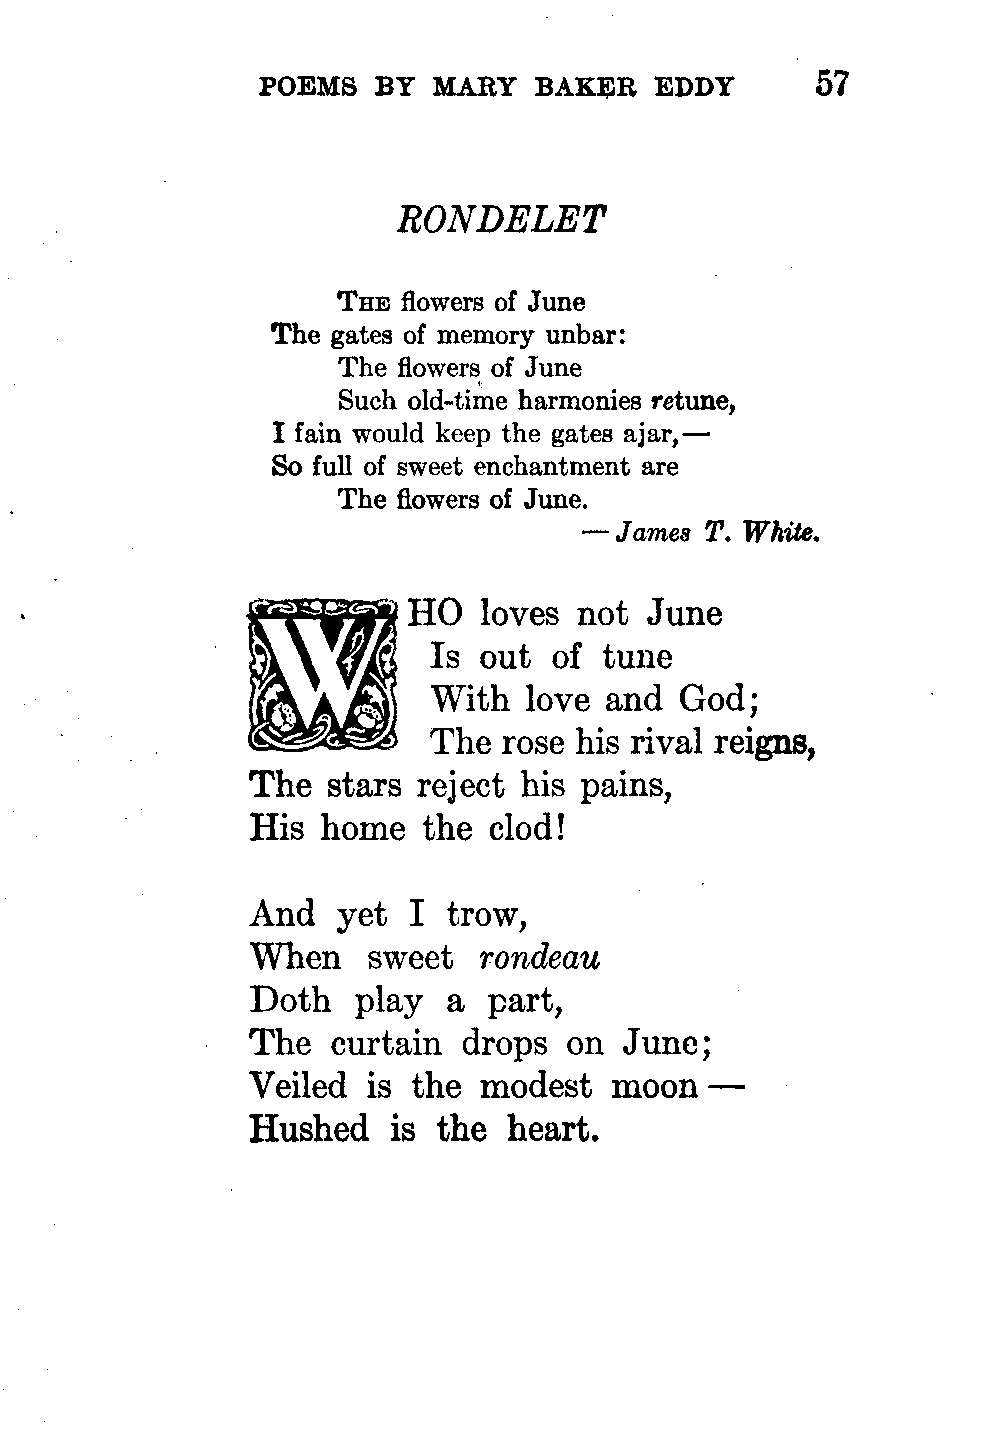 POEMS BY MARY BAKER EDDY 57
RONDELET
THE flowers of June
The gates of memory unbar:
The flowers of June
Such old-time harmonies retune,
I fain would keep the gates ajar,—
So full of sweet enchantment are
The flowers of June.
— James T. White.
WHO loves not June
Is out of tune
With love and God;
The rose his rival reigns,
The stars reject his pains,
His home the clod!
And yet I trow,
When sweet rondeau
Doth play a part,
The curtain drops on June;
Veiled is the modest moon —
Hushed is the heart.